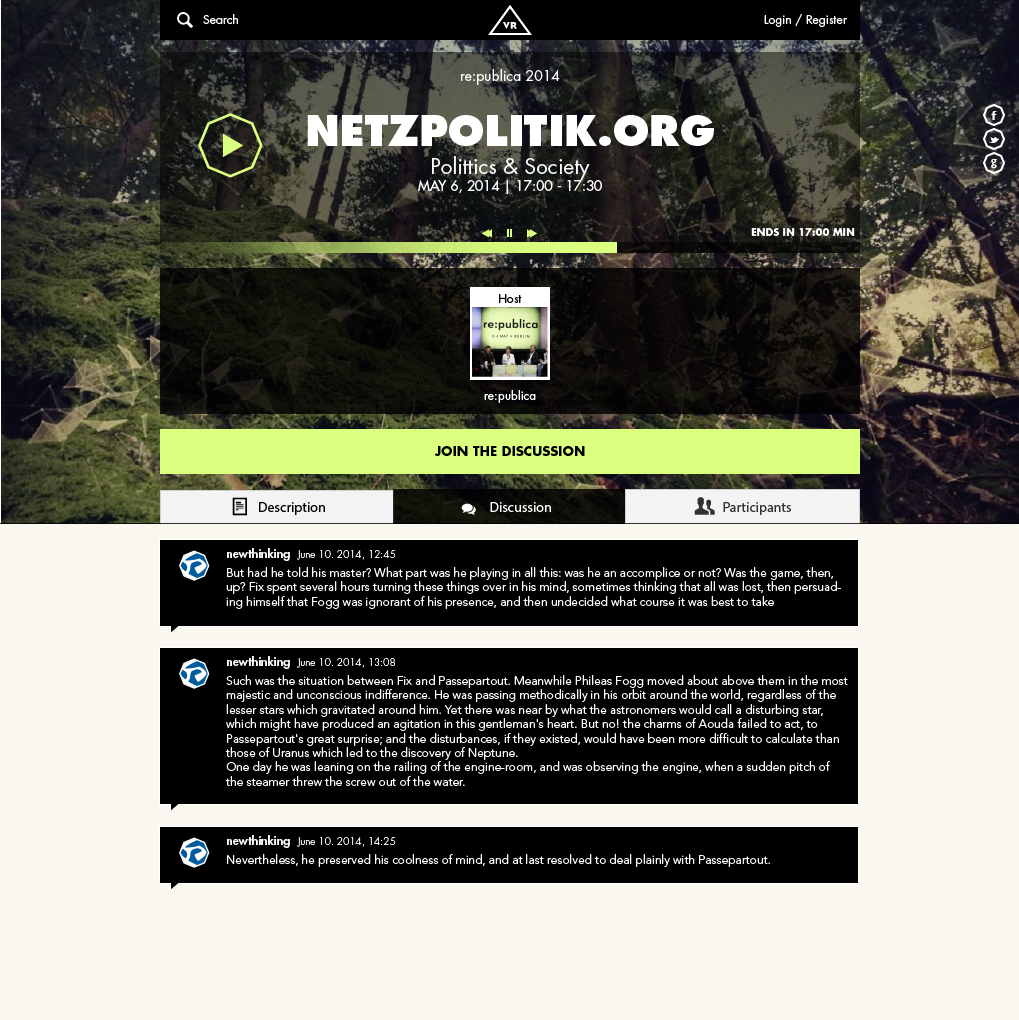 Search
VR
Login / Register
re:publica 2014
NETZPOLITIK.ORG
Polittics & Society
MAY 6, 2014 | 17:00 - 17:30
ENDS IN 17:00 MIN
f
g
Host
re:publica
re:publica
JOIN THE DISCUSSION
Description
Discussion
Participants
newthinking June 10. 2014, 12:45
But had he told his master? What part was he playing in all this: was he an accomplice or not? Was the game, then,
up? Fix spent several hours turning these things over in his mind, sometimes thinking that all was lost, then persuad-
ing himself that Fogg was ignorant of his presence, and then undecided what course it was best to take
newthinking June 10. 2014, 13:08
Such was the situation between Fix and Passepartout. Meanwhile Phileas Fogg moved about above them in the most
majestic and unconscious indifference. He was passing methodically in his orbit around the world, regardless of the
lesser stars which gravitated around him. Yet there was near by what the astronomers would call a disturbing star,
which might have produced an agitation in this gentleman's heart. But no! the charms of Aouda failed to act, to
Passepartout's great surprise; and the disturbances, if they existed, would have been more difficult to calculate than
those of Uranus which led to the discovery of Neptune.
One day he was leaning on the railing of the engine-room, and was observing the engine, when a sudden pitch of
the steamer threw the screw out of the water.
newthinking June 10. 2014, 14:25
Nevertheless, he preserved his coolness of mind, and at last resolved to deal plainly with Passepartout.